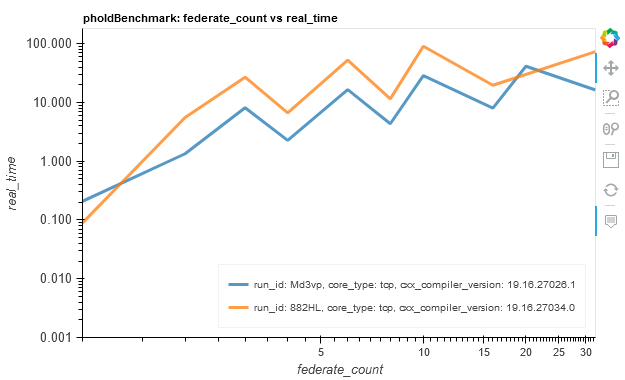 pholdBenchmark: federate_count vs real_time
100.000
10.000
1.000
0.100
0.010
0.001
real_time
run_id: Md3vp, core_type: tcp, cxx_compiler_version: 19.16.27026.1
run_id: 882HL, core_type: tcp, cxx_compiler_version: 19.16.27034.0
5 10 15 20 25 30
federate_count